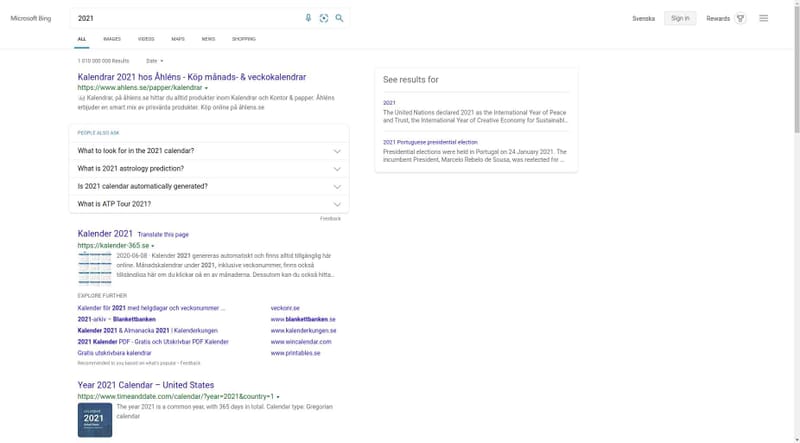 Microsoft Bing
2021
Svenska
Sign in
Rewards
ALL
IMAGES
VIDEOS
MAPS
NEWS
SHOPPING
1 010 000 000 Results
Date
Kalendrar 2021 hos Åhléns - Köp månads- & veckokalendrar
https://www.ahlens.se/papper/kalendrar
Kalendrar, på åhlens.se hittar du alltid produkter inom Kalendrar och Kontor & papper. Åhléns
erbjuder en smart mix av prisvärda produkter. Köp online på åhlens.se
See results for
2021
The United Nations declared 2021 as the International Year of Peace
and Trust, the International Year of Creative Economy for Sustainabl...
2021 Portuguese presidential election
Presidential elections were held in Portugal on 24 January 2021. The
incumbent President, Marcelo Rebelo de Sousa, was reelected for ...
PEOPLE ALSO ASK
What to look for in the 2021 calendar?
What is 2021 astrology prediction?
Is 2021 calendar automatically generated?
What is ATP Tour 2021?
Feedback
Kalender 2021 Translate this page
https://kalender-365.se
2020-06-08 · Kalender 2021 genereras automatiskt och finns alltid tillgänglig här
online. Månadskalendrar under 2021, inklusive veckonummer, finns också
tillgängliga här om du klickar på en av månaderna. Dessutom kan du också hitta...
EXPLORE FURTHER
Kalender för 2021 med helgdagar och veckonummer ... veckonr.se
2021-arkiv – Blankettbanken www.blankettbanken.se
Kalender 2021 & Almanacka 2021 | Kalenderkungen www.kalenderkungen.se
2021 Kalender PDF - Gratis und Utskrivbar PDF Kalender www.wincalendar.com
Gratis utskrivbara kalendrar www.printables.se
Recommended to you based on what's popular • Feedback
Year 2021 Calendar – United States
https://www.timeanddate.com/calendar/?year=2021&country=1
The year 2021 is a common year, with 365 days in total. Calendar type: Gregorian
calendar
CALENDAR
2021